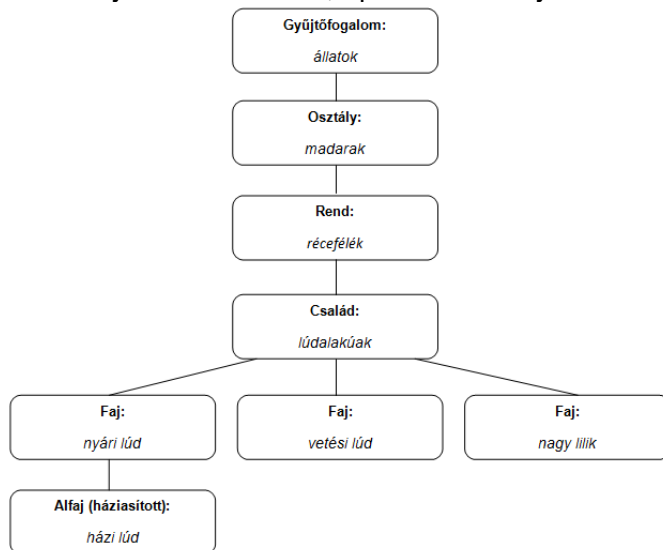 Gyűjtőfogalom:
állatok
Osztály:
madarak
Rend:
récefélék
Család:
lúdalakúak
Faj:
nyári lúd
Faj:
vetési lúd
Faj:
nagy lilik
Alfaj (háziasított):
házi lúd